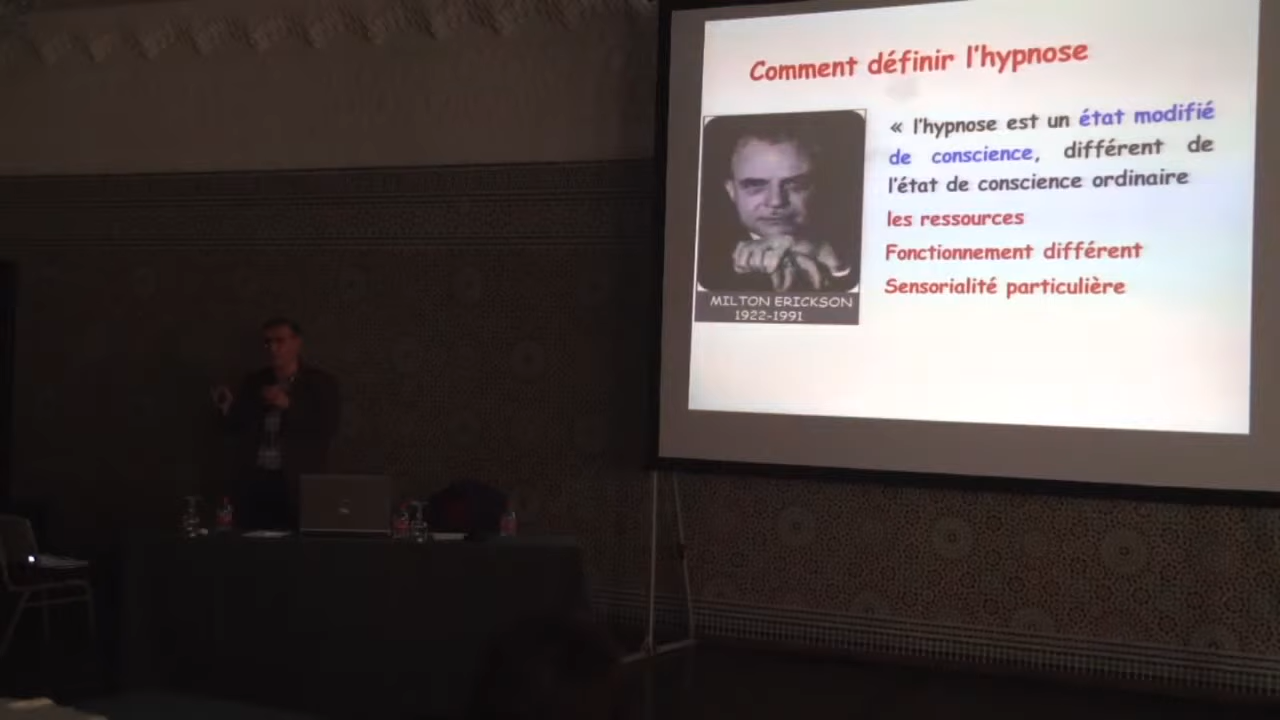 Comment définir l'hypnose
« l'hypnose est un état modifié
de conscience, différent de
l'état de conscience ordinaire
les ressources
Fonctionnement différent
Sensorialité particulière
MILTON ERICKSON
1922-1991